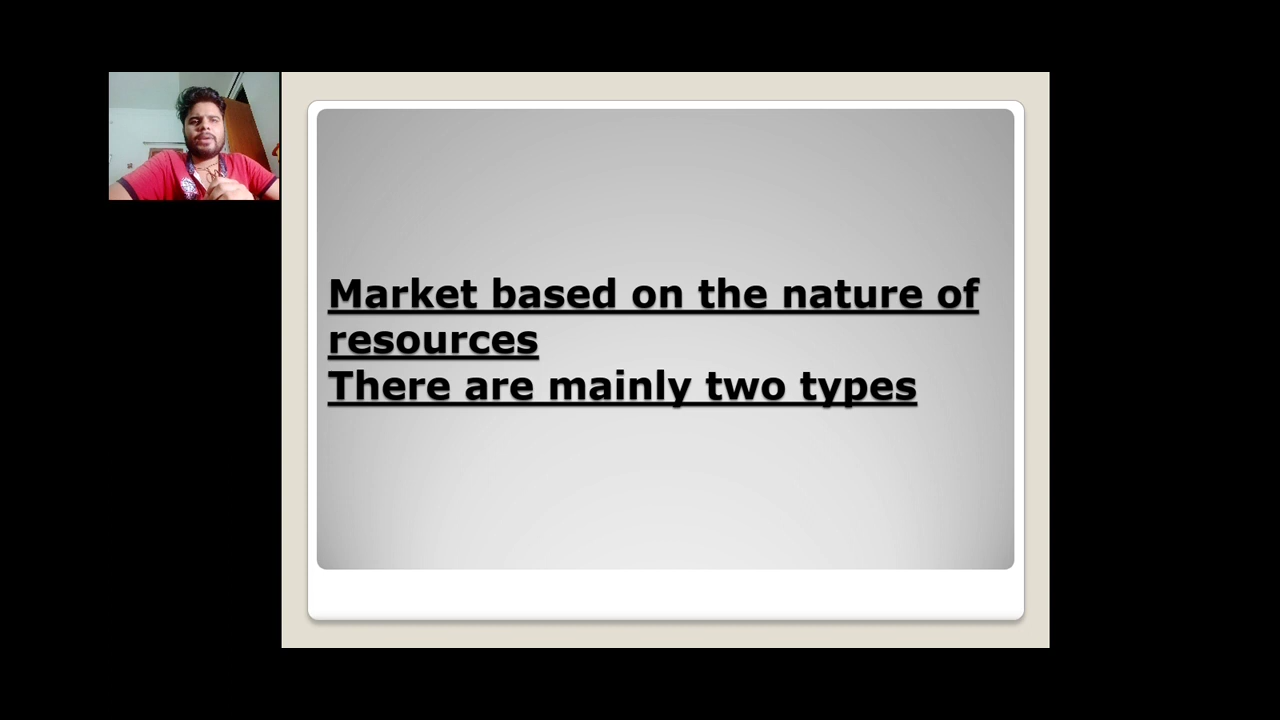 Market based on the nature of
resources
There are mainly two types